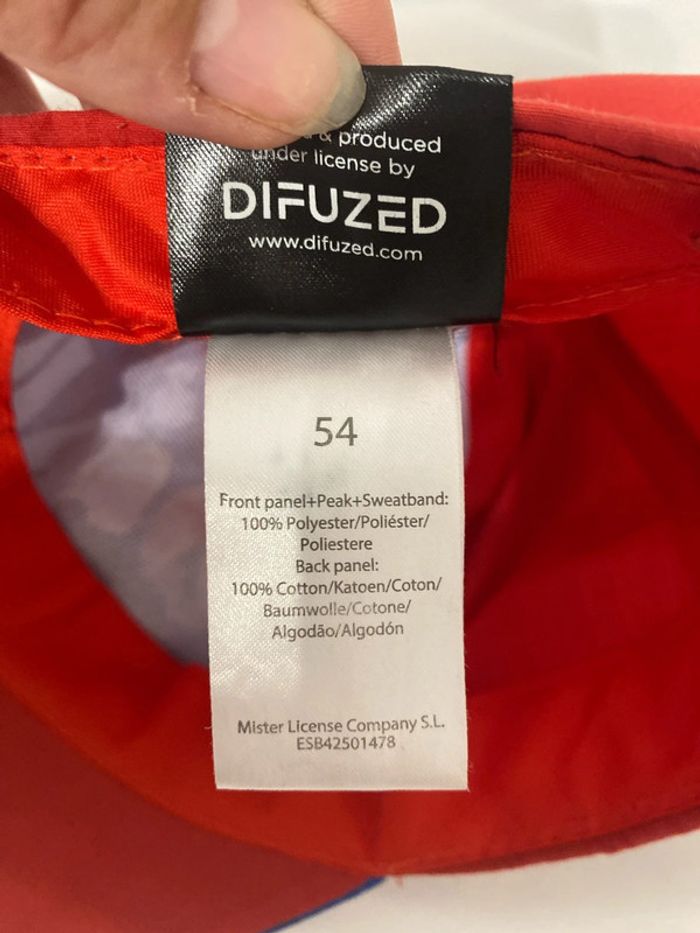 & produced
under license by
DIFUZED
www.difuzed.com
54
Front panel+Peak+Sweatband:
100% Polyester/Poliéster/
Poliestere
Back panel:
100% Cotton/Katoen/Coton/
Baumwolle/Cotone/
Algodão/Algodón
Mister License Company S.L.
ESB42501478